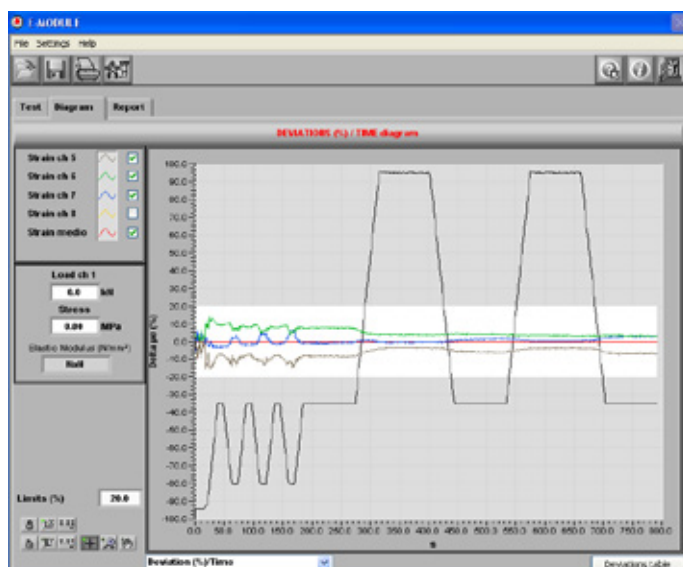 E-MODULE
File Settings Help
Test Diagram Report
DEVIATIONS (%) / TIME diagram
Strain ch 5
Strain ch 6
Strain ch 7
Strain ch 8
Strain medio
Load ch 1
0.0 kN
Stress
0.00 MPa
Elastic Modulus (N/mm²)
NaN
Limits (%) 20.0
Delta per (%)
100.0
90.0
80.0
70.0
60.0
50.0
40.0
30.0
20.0
10.0
0.0
-10.0
-20.0
-30.0
-40.0
-50.0
-60.0
-70.0
-80.0
-90.0
-100.0
0.0 50.0 100.0 150.0 200.0 250.0 300.0 350.0 400.0 450.0 500.0 550.0 600.0 650.0 700.0 750.0 800.0
s
Deviation (%)/Time
Deviations table